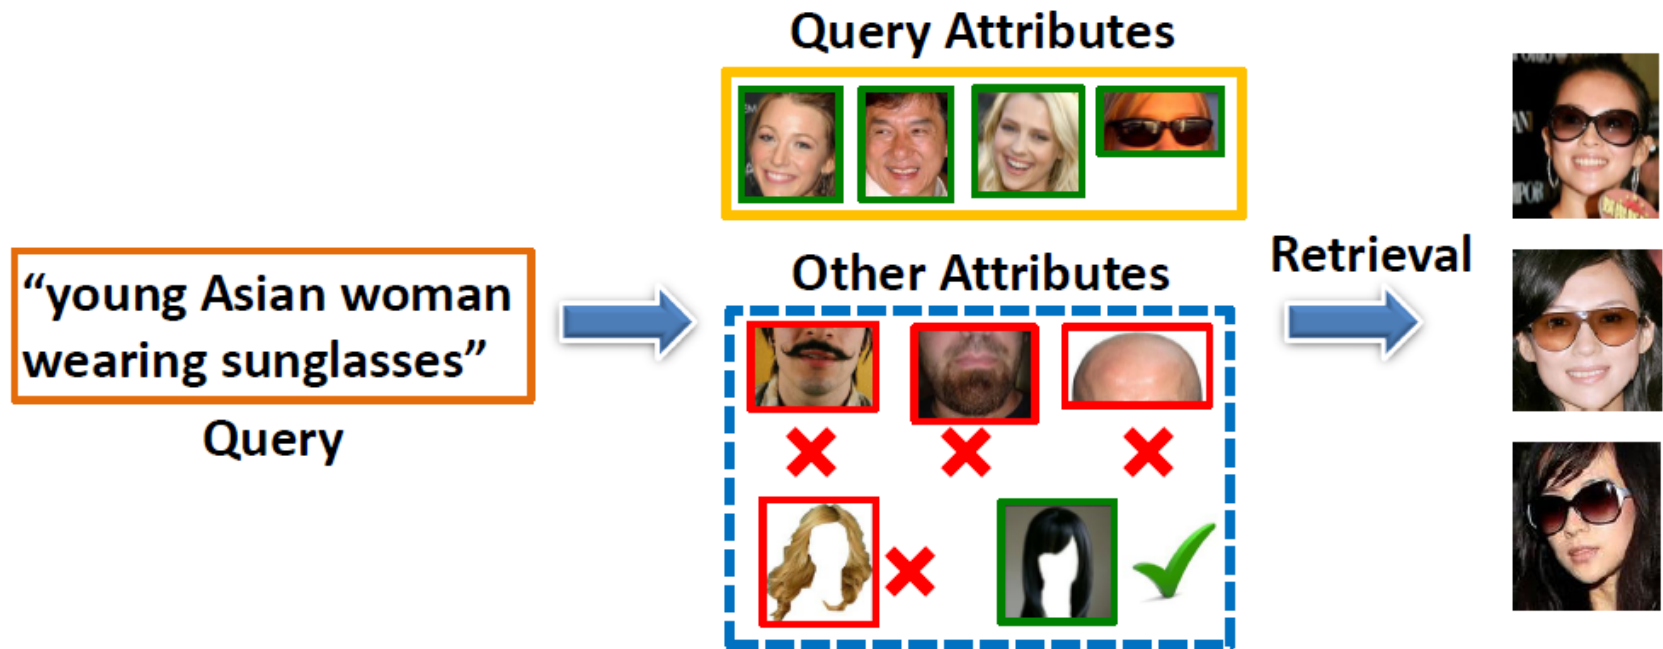 Query Attributes
Other Attributes
Retrieval
“young Asian woman
wearing sunglasses”
Query